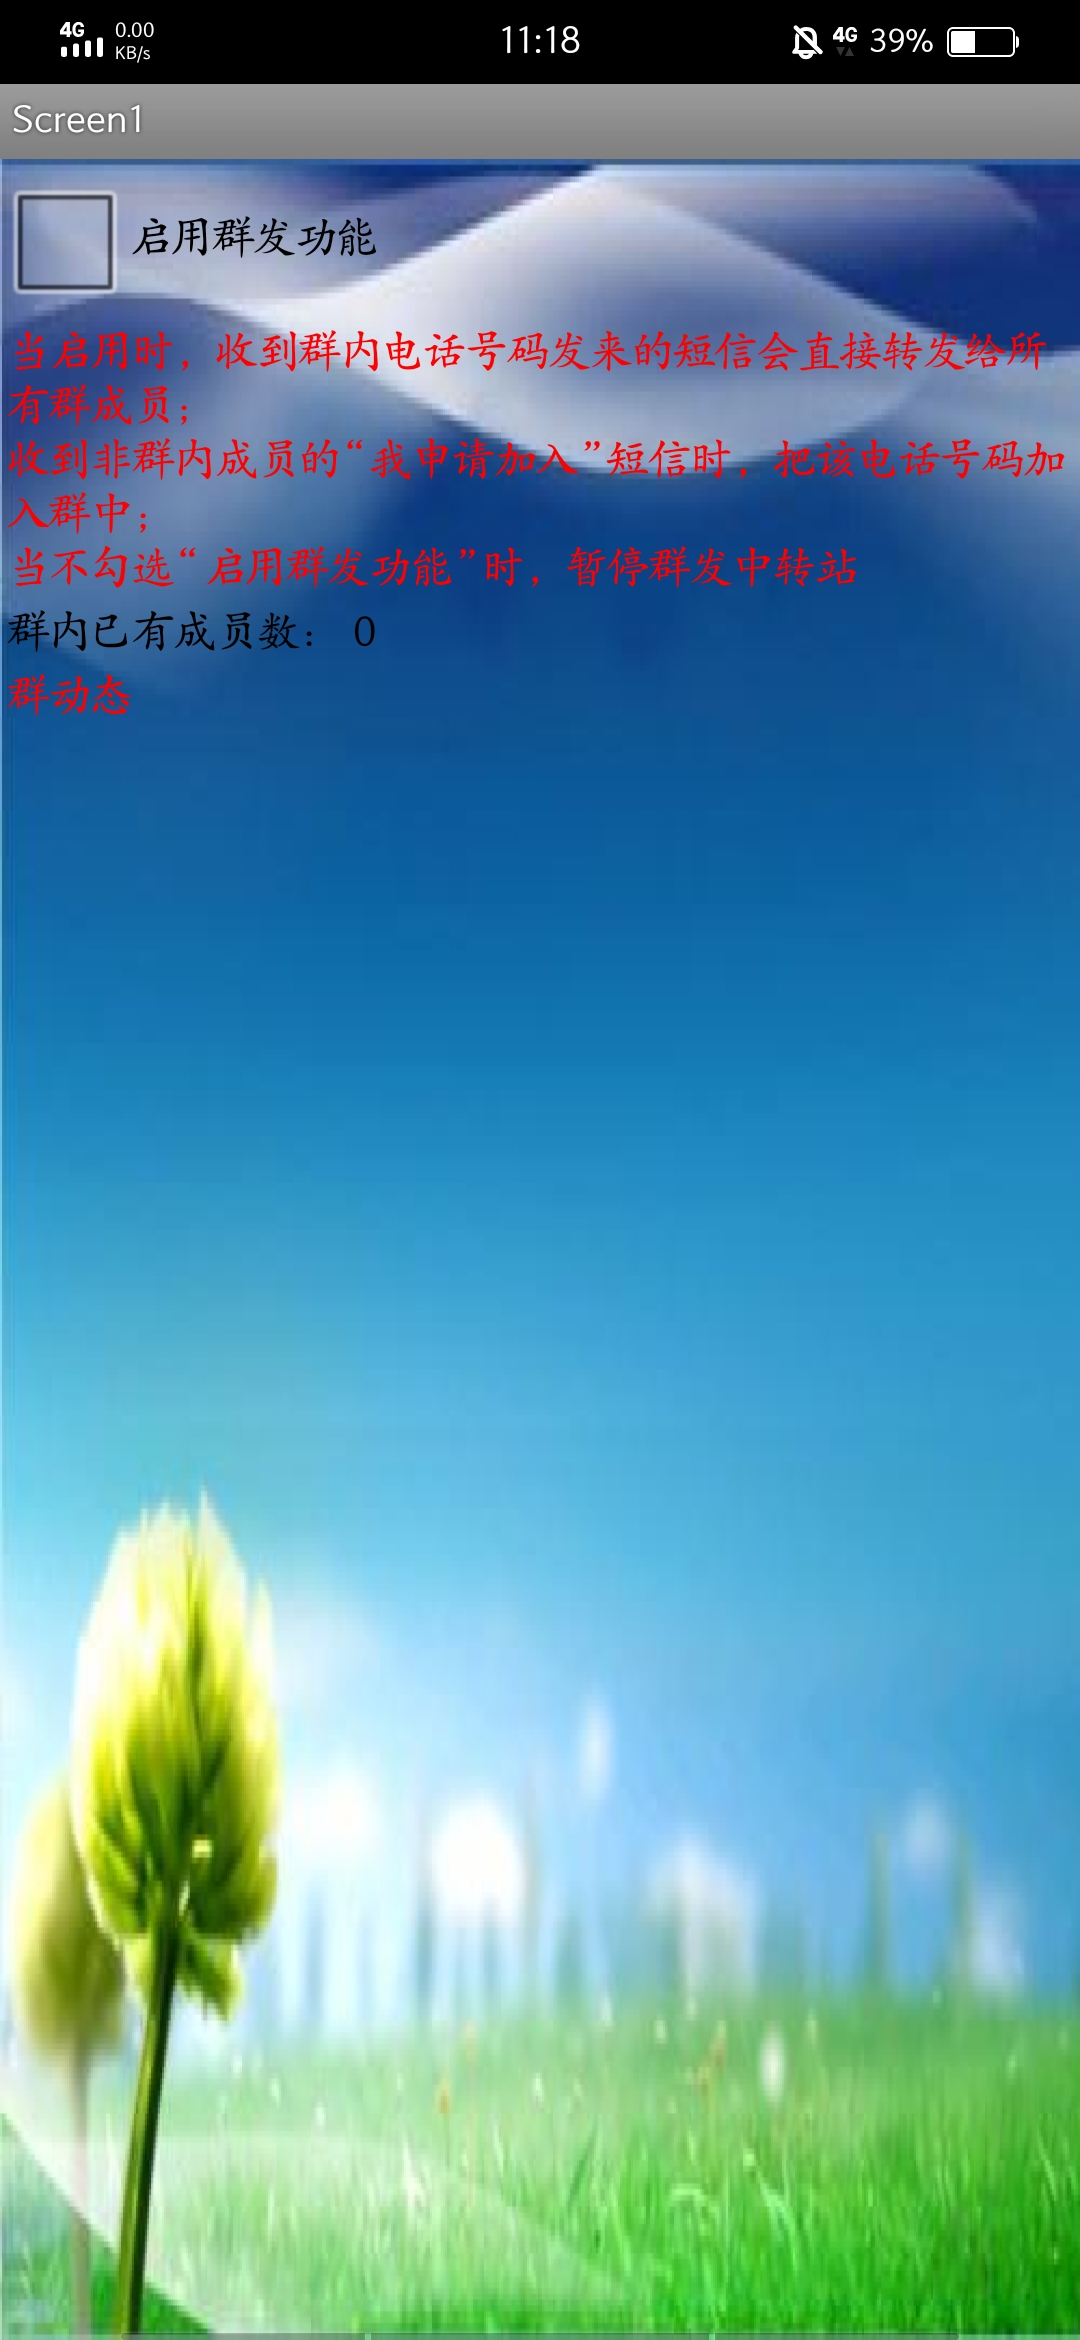 4G 0.00 KB/s 11:18 4G 39%
Screen1
启用群发功能
当启用时，收到群内电话号码发来的短信会直接转发给所
有群成员；
收到非群内成员的“我申请加入”短信时，把该电话号码加
入群中；
当不勾选“启用群发功能”时，暂停群发中转站
群内已有成员数： 0
群动态